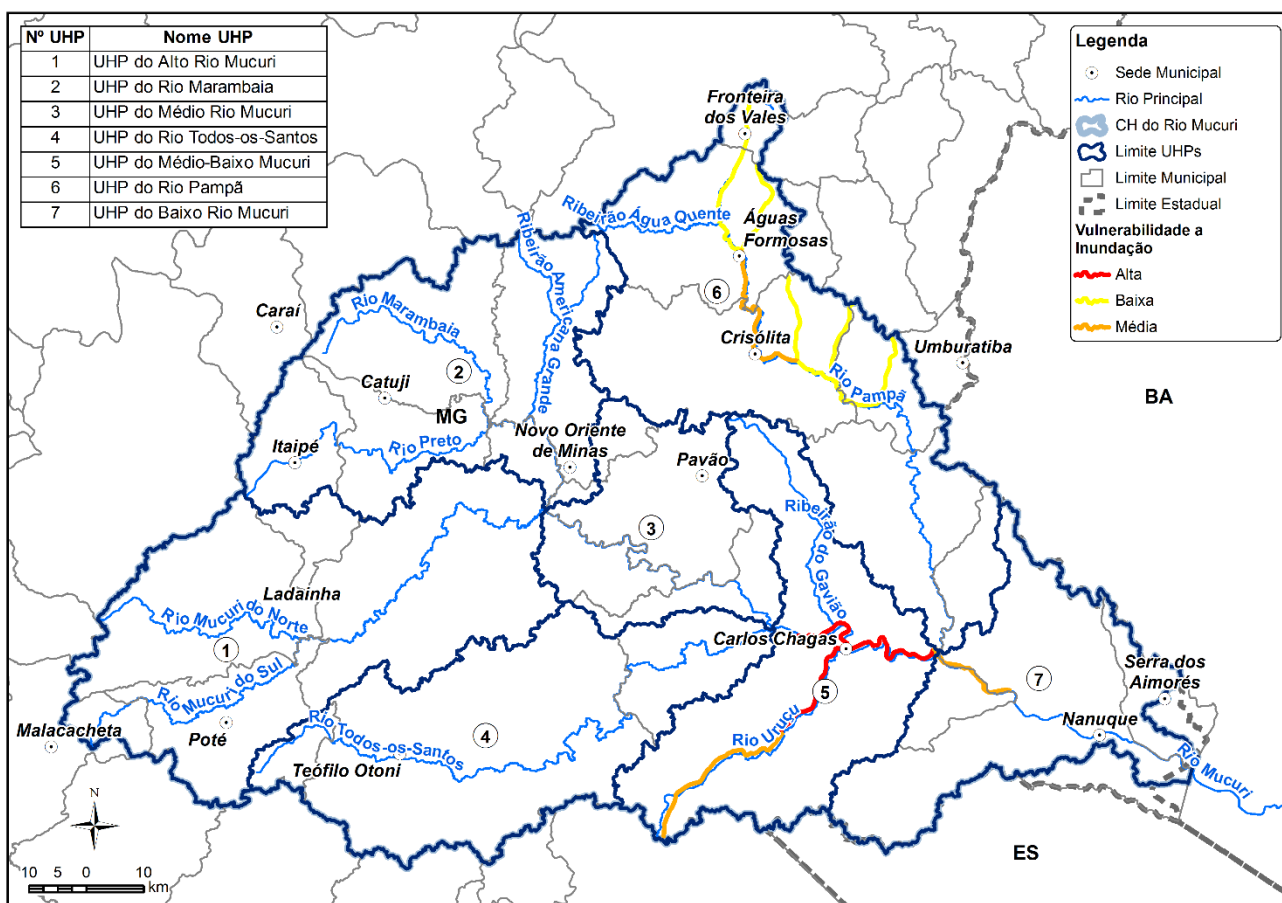 Nº UHP Nome UHP
1 UHP do Alto Rio Mucuri
2 UHP do Rio Marambaia
3 UHP do Médio Rio Mucuri
4 UHP do Rio Todos-os-Santos
5 UHP do Médio-Baixo Mucuri
6 UHP do Rio Pampã
7 UHP do Baixo Rio Mucuri
Legenda
Sede Municipal
Rio Principal
CH do Rio Mucuri
Limite UHPs
Limite Municipal
Limite Estadual
Vulnerabilidade a
Inundação
Alta
Baixa
Média
Fronteira
dos Vales
Ribeirão Água Quente
Águas
Formosas
Ribeirão Americana Grande
6
Caraí
Rio Marambaia
Crisólita
Umburatiba
2
Catuji
Rio Pampã
BA
MG
Itaipé
Rio Preto
Novo Oriente
de Minas
Pavão
Ribeirão do Gavião
3
Ladainha
Rio Mucuri do Norte
Carlos Chagas
1
Rio Mucuri do Sul
5
7
Serra dos
Aimorés
Malacacheta
Poté
Rio Todos-os-Santos
4
Rio Uruçu
Nanuque
Teófilo Otoni
Rio Mucuri
N
ES
10 5 0 10
km